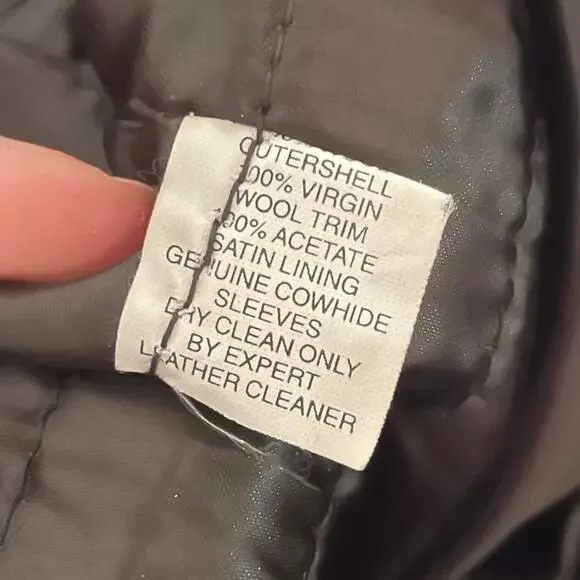 OUTERSHELL
100% VIRGIN
WOOL TRIM
100% ACETATE
SATIN LINING
GENUINE COWHIDE
SLEEVES
DRY CLEAN ONLY
BY EXPERT
LEATHER CLEANER